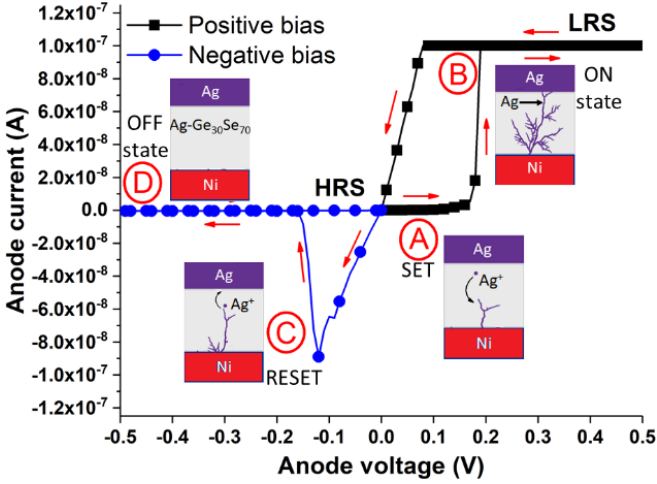 Positive bias
Negative bias
LRS
B
Ag
OFF
state
Ag-Ge₃₀Se₇₀
Ni
D
Ag
Ag
ON
state
Ni
HRS
A
SET
Ag
Ag⁺
Ni
Ag
Ag⁺
Ni
C
RESET
1.2x10⁻⁷
1.0x10⁻⁷
8.0x10⁻⁸
6.0x10⁻⁸
4.0x10⁻⁸
2.0x10⁻⁸
0.0
-2.0x10⁻⁸
-4.0x10⁻⁸
-6.0x10⁻⁸
-8.0x10⁻⁸
-1.0x10⁻⁷
-1.2x10⁻⁷
Anode current (A)
-0.5 -0.4 -0.3 -0.2 -0.1 0.0 0.1 0.2 0.3 0.4 0.5
Anode voltage (V)